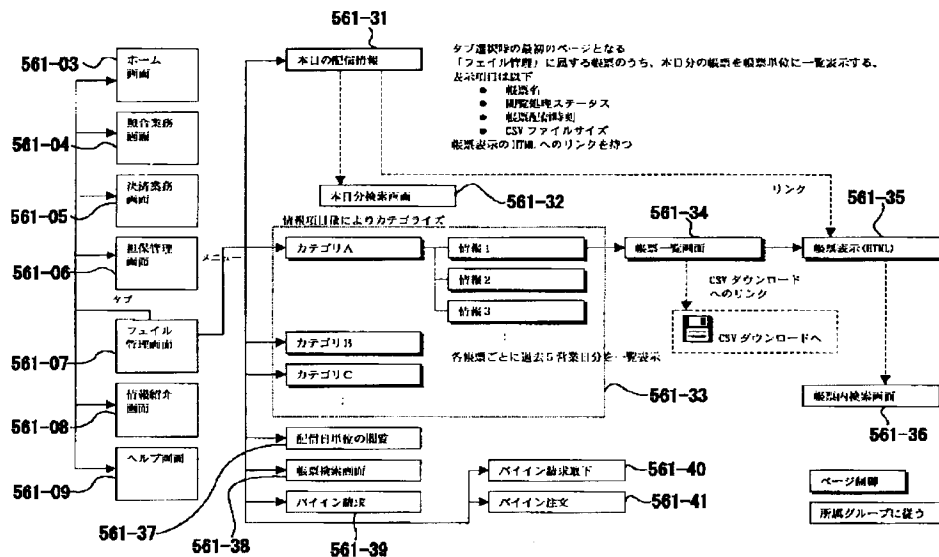 561-03
ホーム
画面
561-04
照合業務
画面
561-05
決済業務
画面
561-06
担保管理
画面
タブ
561-07
フェイル
管理画面
561-08
情報紹介
画面
561-09
ヘルプ画面
メニュー
561-31
本日の配信情報
タブ選択時の最初のページとなる
「フェイル管理」に属する帳票のうち、本日分の帳票を帳票単位に一覧表示する。
表示項目は以下
● 帳票名
● 閲覧処理ステータス
● 帳票配信時刻
● CSVファイルサイズ
帳票表示のHTMLへのリンクを持つ
本日分検索画面
561-32
情報項目 によりカテゴライズ
カテゴリA
情報1
情報2
情報3
カテゴリB
カテゴリC
各帳票ごとに過去5営業日分を一覧表示
561-33
561-34
帳票一覧画面
リンク
561-35
帳票表示(HTML)
CSVダウンロード
へのリンク
CSVダウンロードへ
帳票内検索画面
561-36
配信日単位の閲覧
561-37
帳票検索画面
561-38
バイイン請求
561-39
バイイン請求取下
561-40
バイイン注文
561-41
ページ制御
所属グループに従う